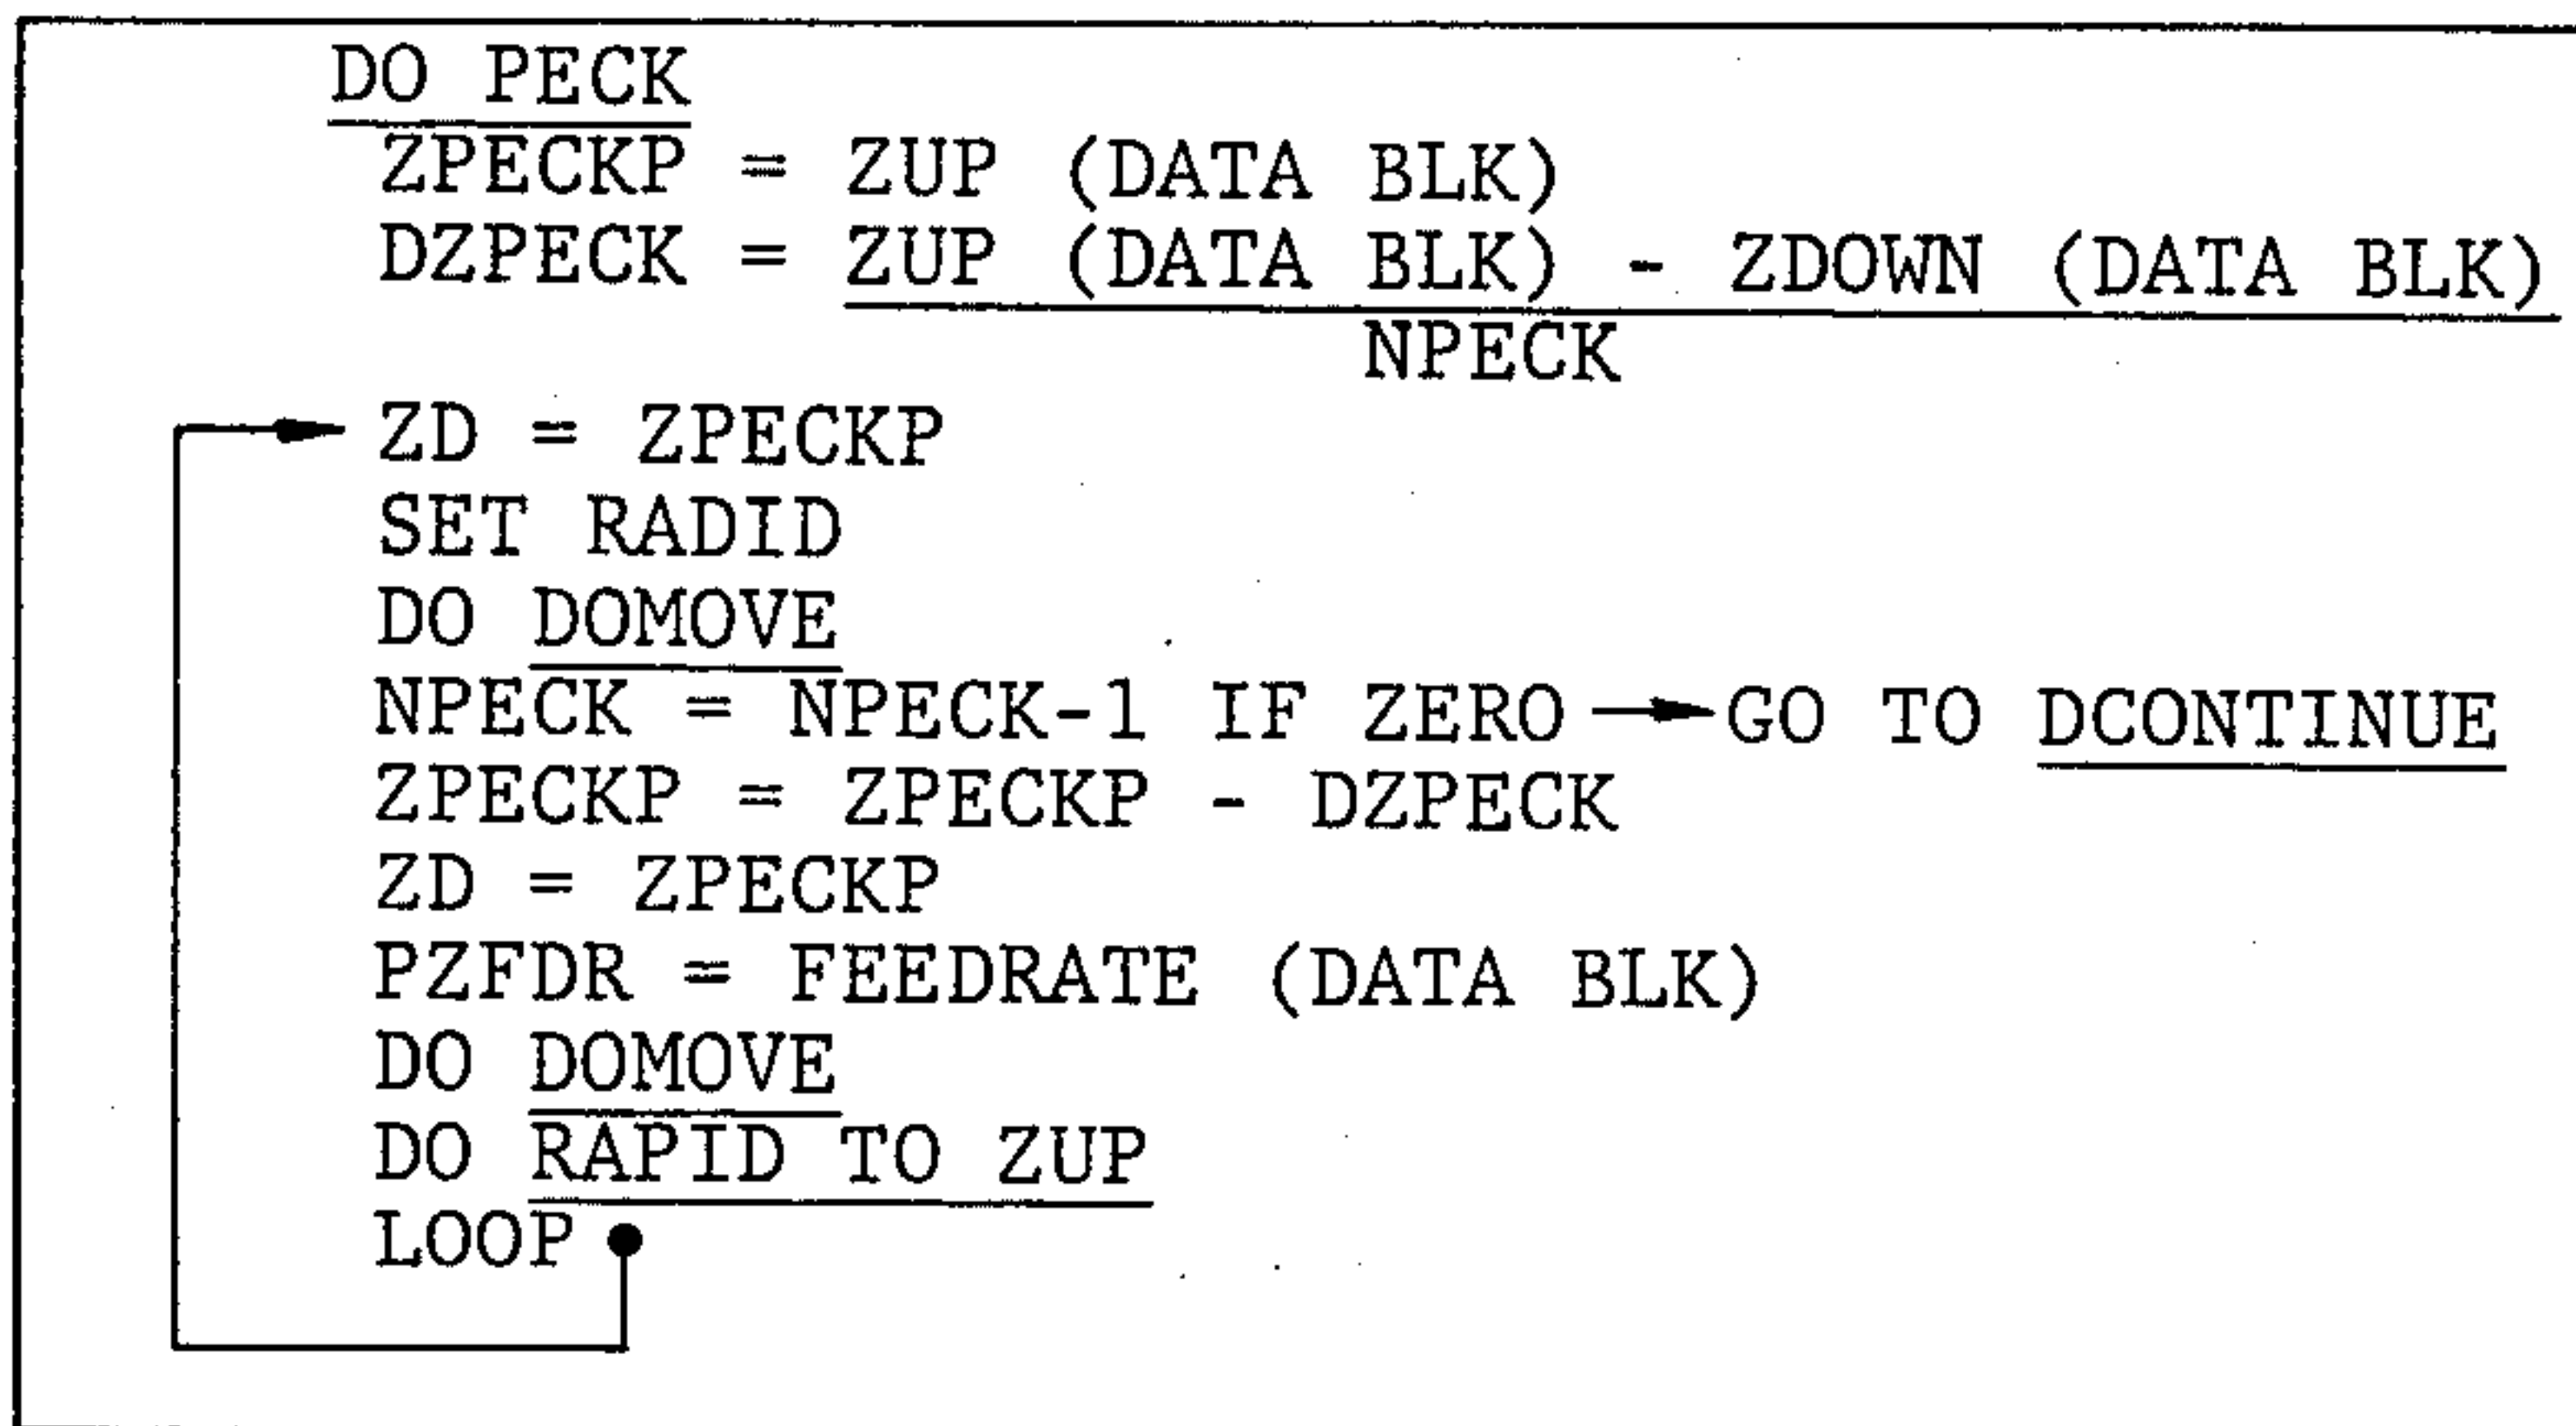 DO PECK
ZPECKP = ZUP (DATA BLK)
DZPECK = ZUP (DATA BLK) - ZDOWN (DATA BLK)
NPECK
ZD = ZPECKP
SET RADID
DO DOMOVE
NPECK = NPECK-1 IF ZERO → GO TO DCONTINUE
ZPECKP = ZPECKP - DZPECK
ZD = ZPECKP
PZFDR = FEEDRATE (DATA BLK)
DO DOMOVE
DO RAPID TO ZUP
LOOP